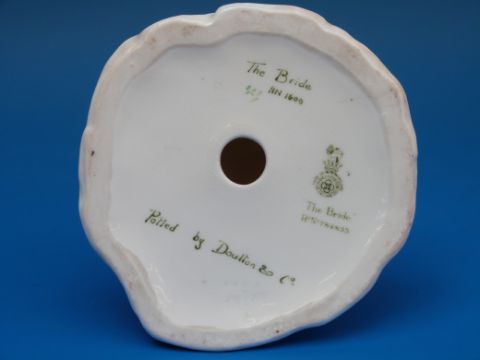 The Bride
HN 1600
"The Bride"
Potted by Doulton & Co.